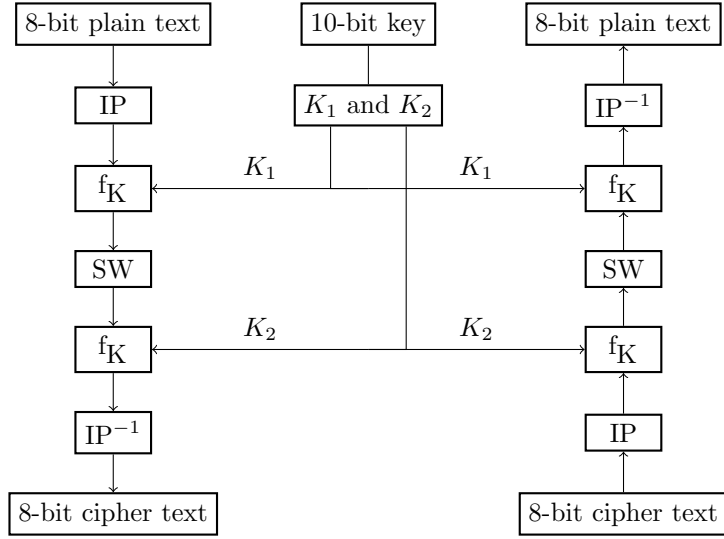 8-bit plain text
10-bit key
8-bit plain text
IP
K₁ and K₂
IP⁻¹
f_K
K₁
K₁
f_K
SW
SW
f_K
K₂
K₂
f_K
IP⁻¹
IP
8-bit cipher text
8-bit cipher text